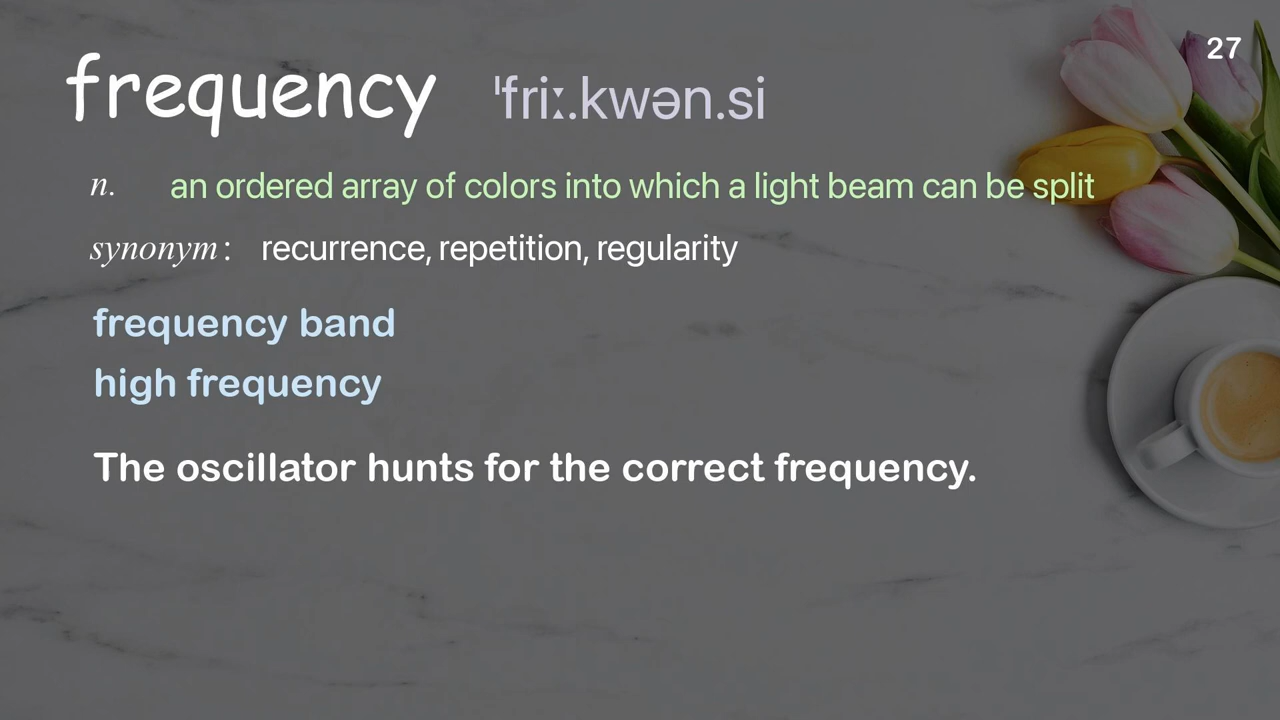 27
frequency ˈfriː.kwən.si
n. an ordered array of colors into which a light beam can be split
synonym: recurrence, repetition, regularity
frequency band
high frequency
The oscillator hunts for the correct frequency.